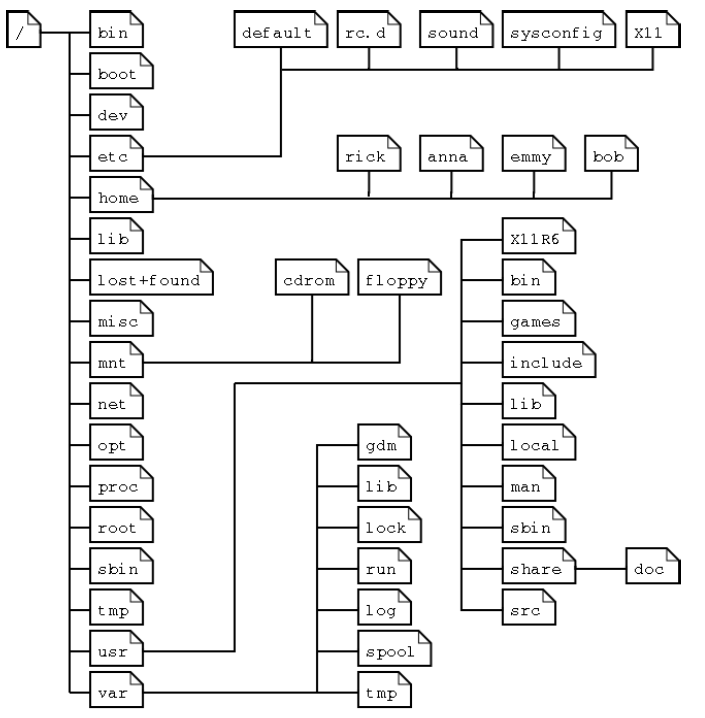 / bin default rc.d sound sysconfig X11
boot
dev
etc rick anna emmy bob
home
lib X11R6
lost+found cdrom floppy bin
misc games
mnt include
net lib
opt gdm local
proc lib man
root lock sbin
sbin run share doc
tmp log src
usr spool
var tmp